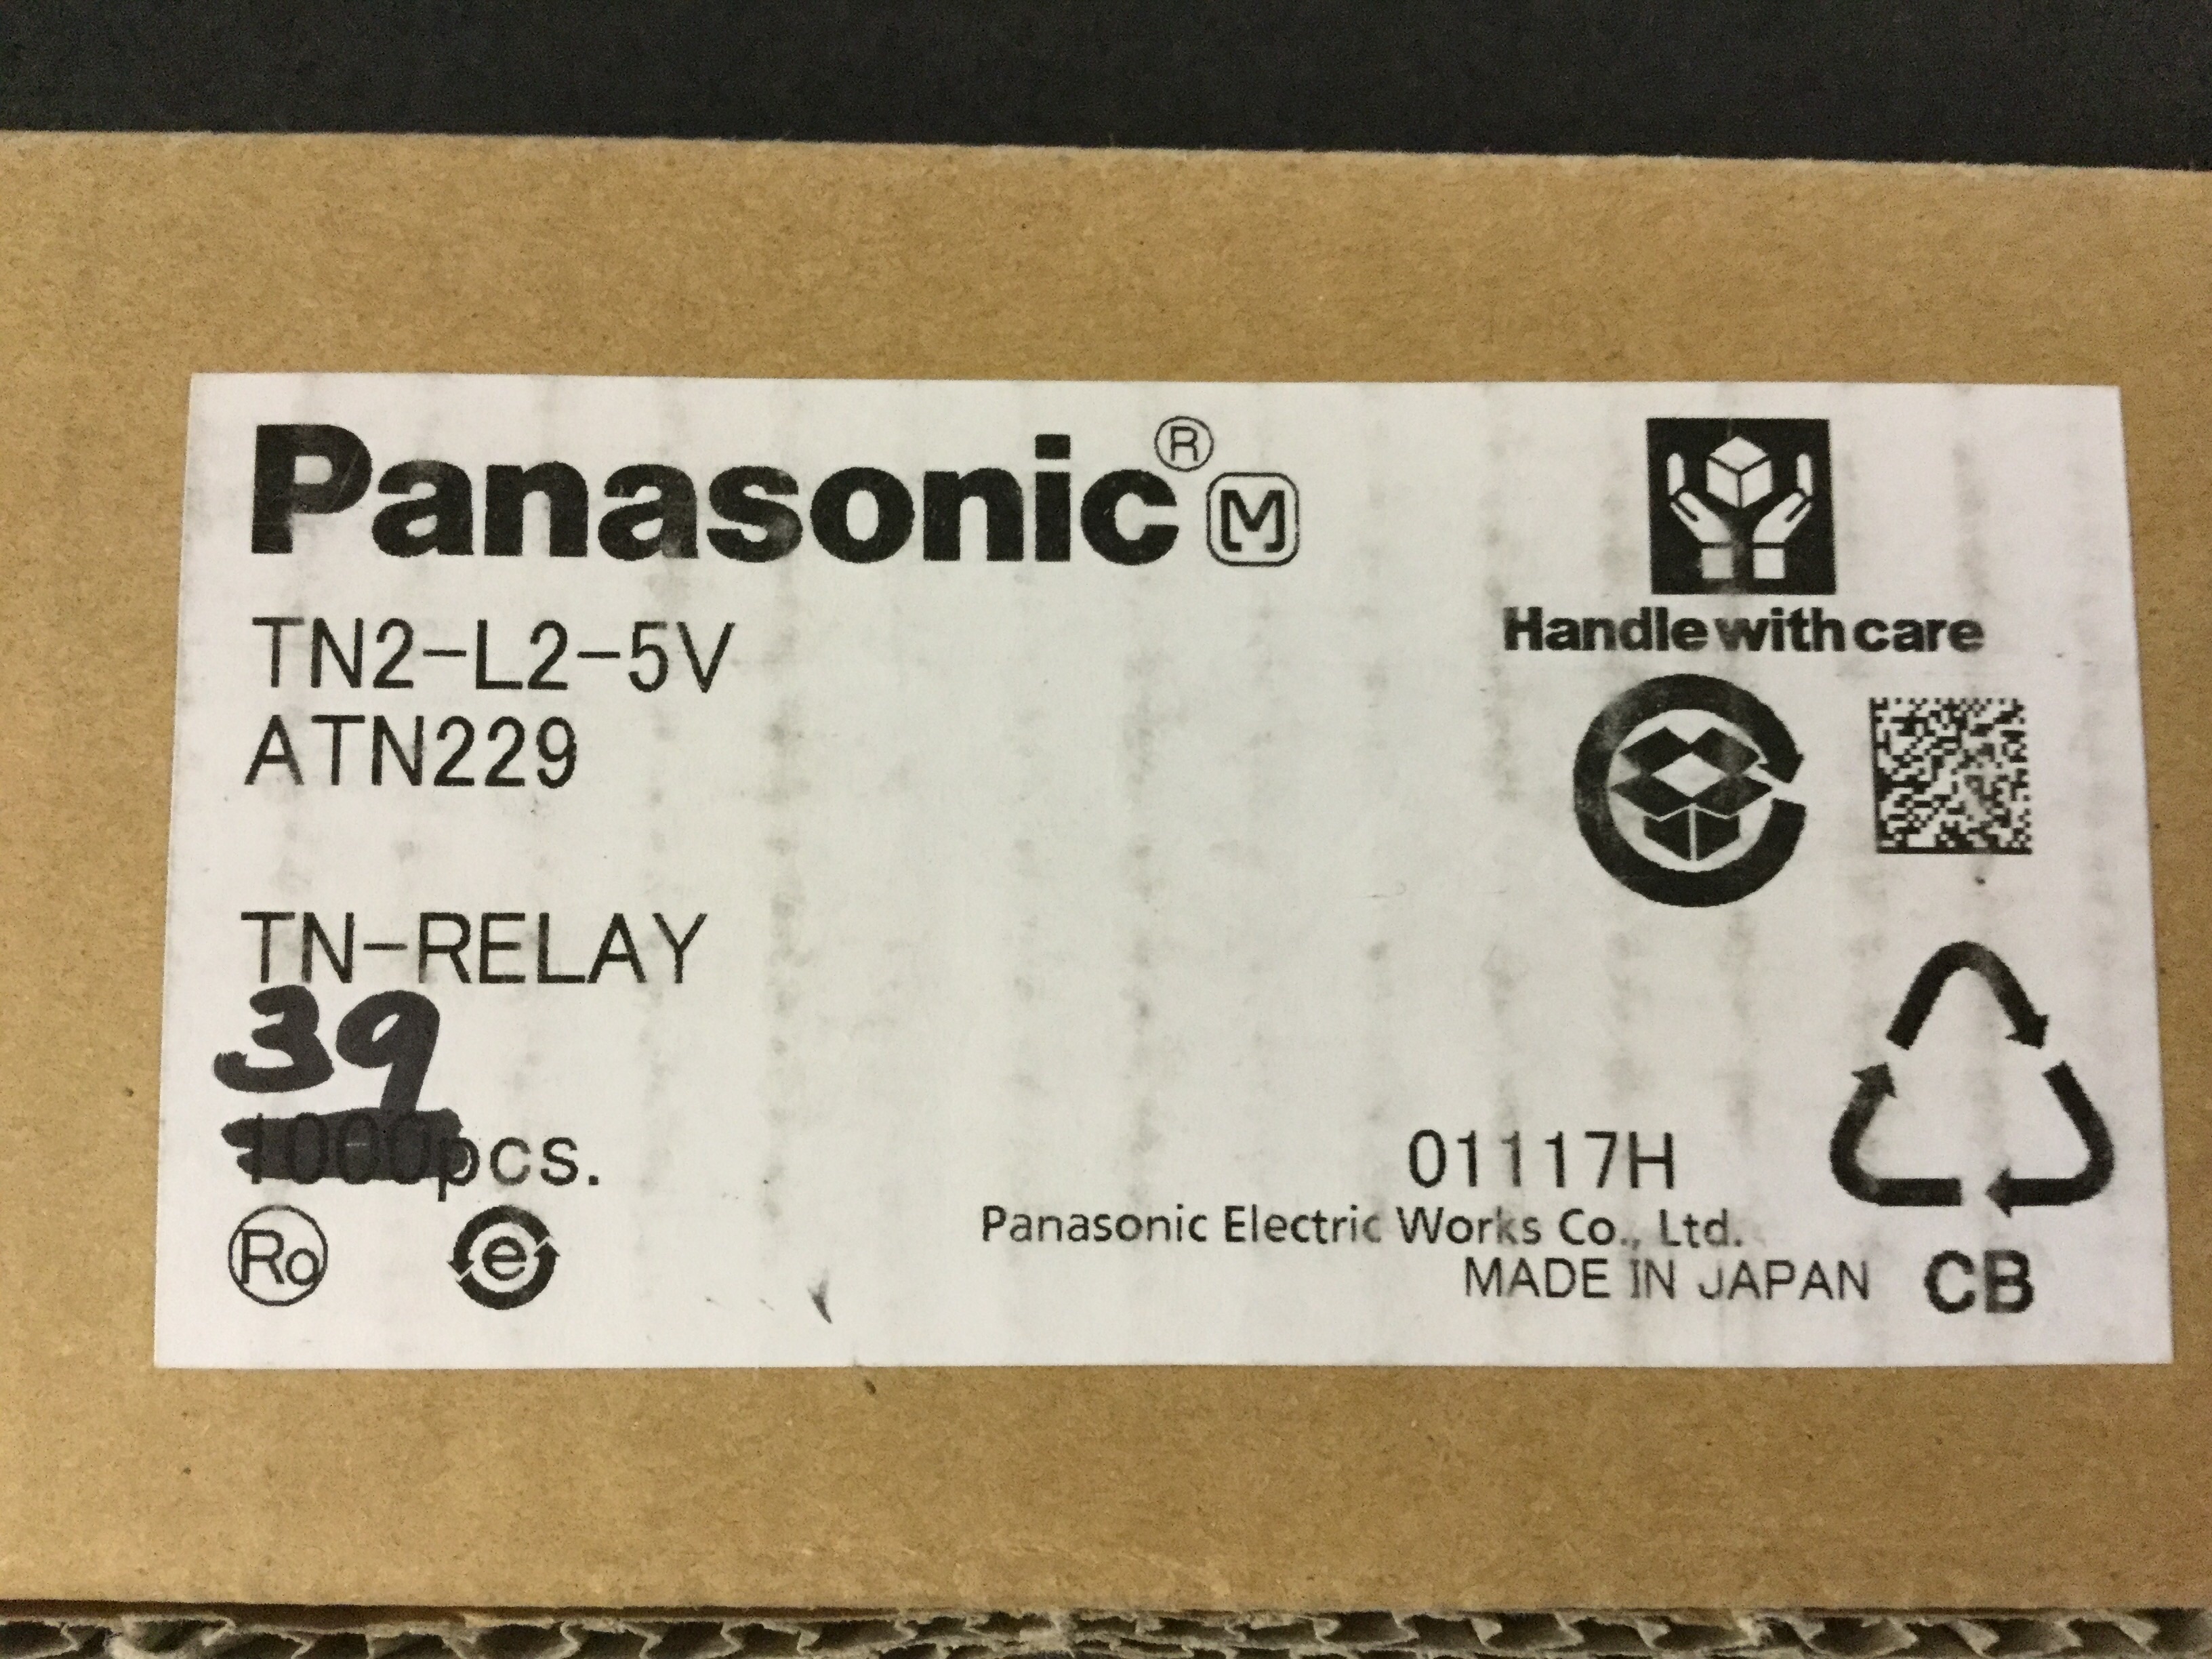 Panasonic® M
Handle with care
TN2-L2-5V
ATN229
TN-RELAY
39
1000pcs.
01117H
Ro e
Panasonic Electric Works Co., Ltd.
MADE IN JAPAN
CB